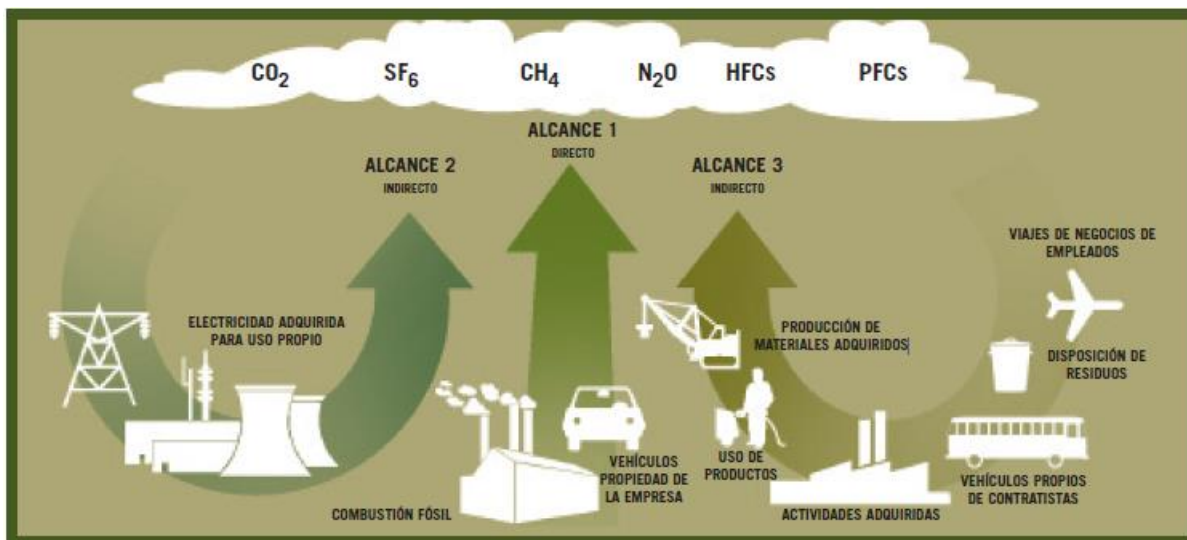 CO₂ SF₆ CH₄ N₂O HFCs PFCs
ALCANCE 1
DIRECTO
ALCANCE 2
INDIRECTO
ALCANCE 3
INDIRECTO
VIAJES DE NEGOCIOS DE
EMPLEADOS
ELECTRICIDAD ADQUIRIDA
PARA USO PROPIO
PRODUCCIÓN DE
MATERIALES ADQUIRIDOS
DISPOSICIÓN DE
RESIDUOS
COMBUSTIÓN FÓSIL
VEHÍCULOS
PROPIEDAD DE
LA EMPRESA
USO DE
PRODUCTOS
ACTIVIDADES ADQUIRIDAS
VEHÍCULOS PROPIOS
DE CONTRATISTAS